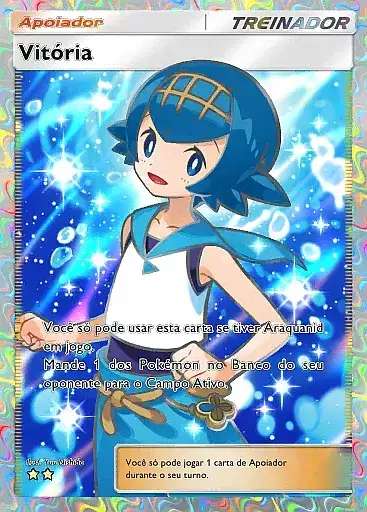 Apoiador
TREINADOR
Vitória
Você só pode usar esta carta se tiver Araquanid
em jogo.
Mande 1 dos Pokémon no Banco do seu
oponente para o Campo Ativo.
Você só pode jogar 1 carta de Apoiador
durante o seu turno.